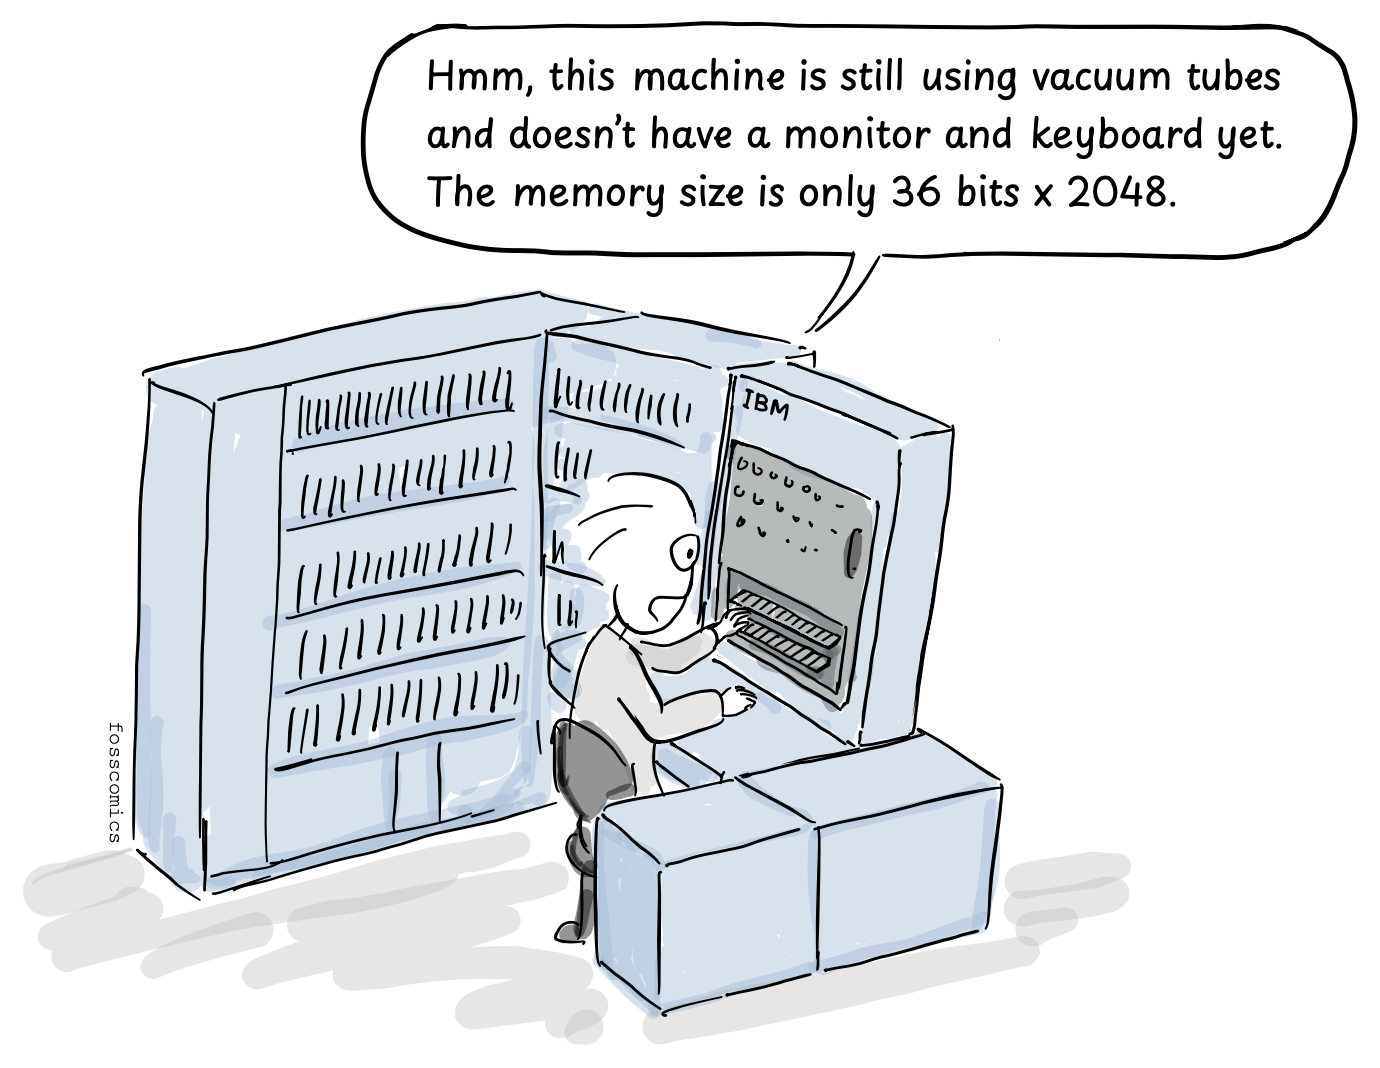 Hmm, this machine is still using vacuum tubes
and doesn't have a monitor and keyboard yet.
The memory size is only 36 bits x 2048.
IBM
fosscomics